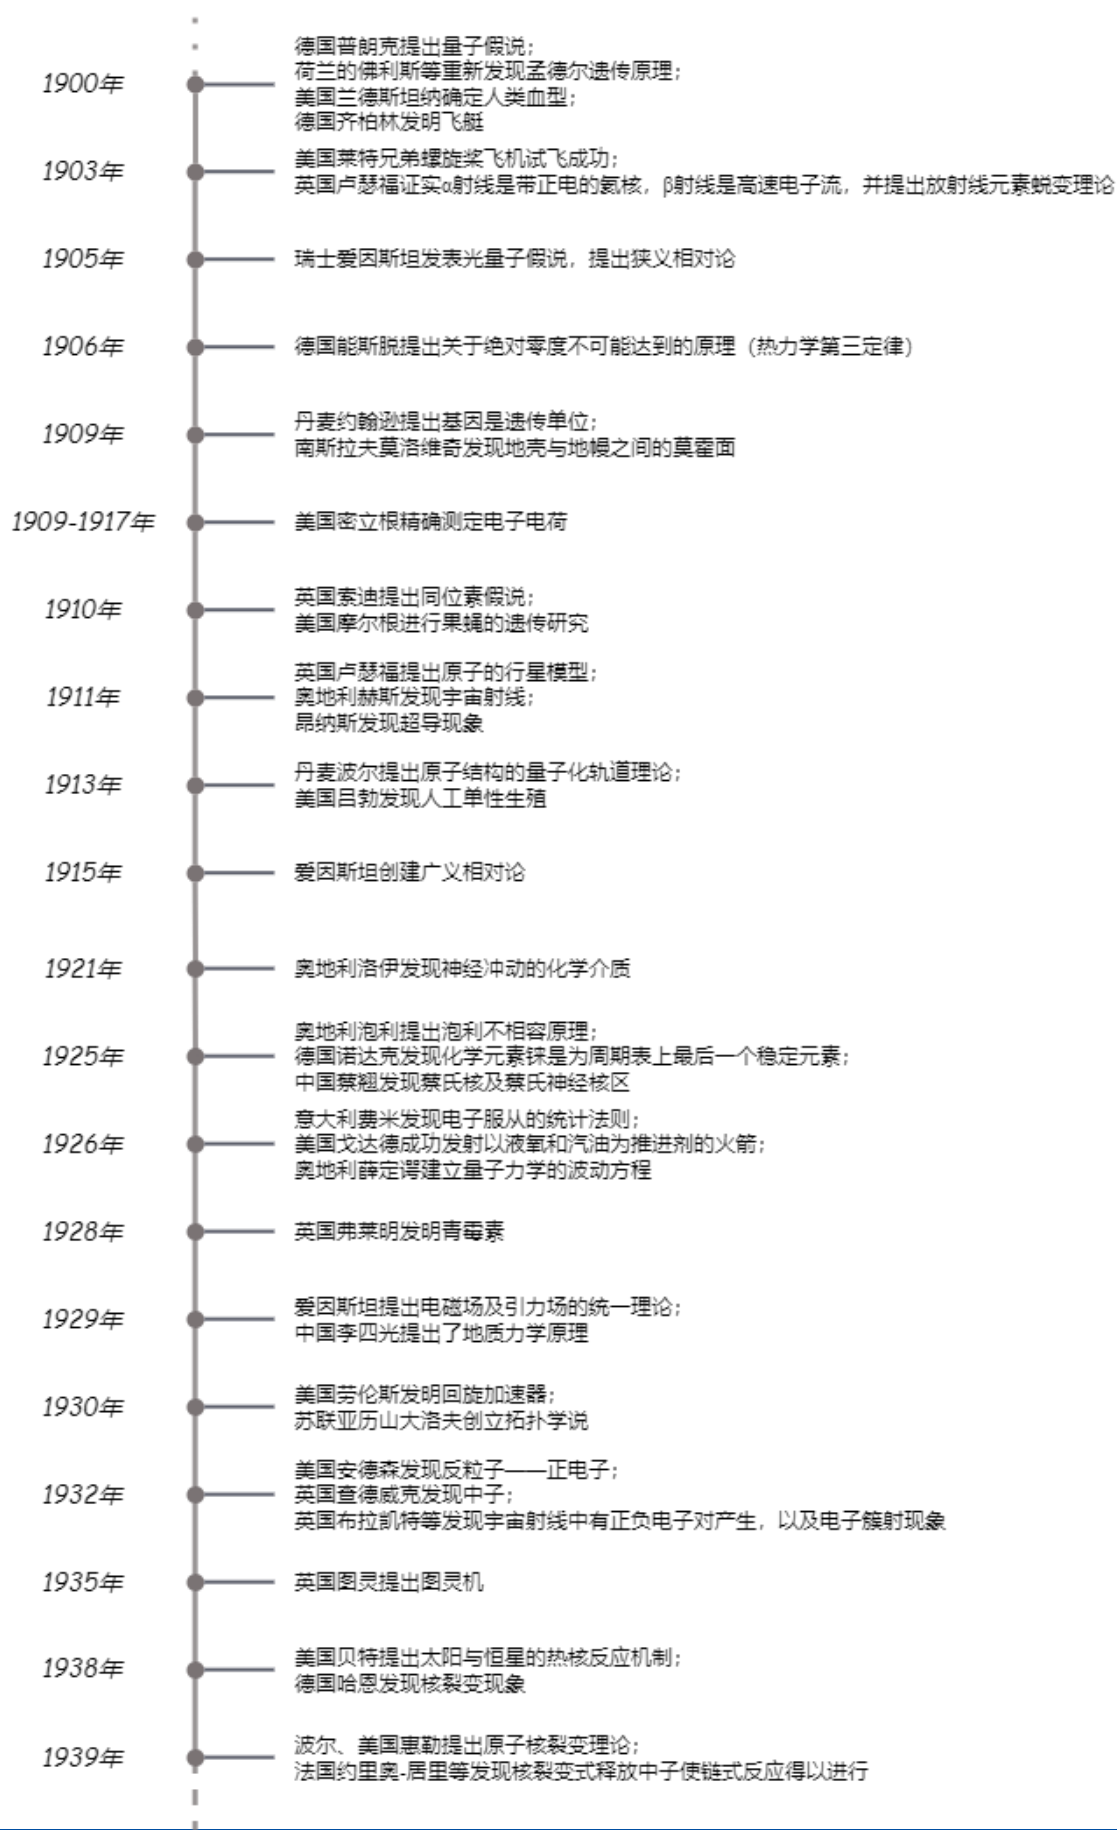 1900年
德国普朗克提出量子假说；
荷兰的佛利斯等重新发现孟德尔遗传原理；
美国兰德斯坦纳确定人类血型；
德国齐柏林发明飞艇
1903年
美国莱特兄弟螺旋桨飞机试飞成功；
英国卢瑟福证实α射线是带正电的氦核，β射线是高速电子流，并提出放射线元素蜕变理论
1905年
瑞士爱因斯坦发表光量子假说，提出狭义相对论
1906年
德国能斯脱提出关于绝对零度不可能达到的原理（热力学第三定律）
1909年
丹麦约翰逊提出基因是遗传单位；
南斯拉夫莫洛维奇发现地壳与地幔之间的莫霍面
1909-1917年
美国密立根精确测定电子电荷
1910年
英国索迪提出同位素假说；
美国摩尔根进行果蝇的遗传研究
1911年
英国卢瑟福提出原子的行星模型；
奥地利赫斯发现宇宙射线；
昂纳斯发现超导现象
1913年
丹麦波尔提出原子结构的量子化轨道理论；
美国吕勃发现人工单性生殖
1915年
爱因斯坦创建广义相对论
1921年
奥地利洛伊发现神经冲动的化学介质
1925年
奥地利泡利提出泡利不相容原理；
德国诺达克发现化学元素铼是为周期表上最后一个稳定元素；
中国蔡翘发现蔡氏核及蔡氏神经核区
1926年
意大利费米发现电子服从的统计法则；
美国戈达德成功发射以液氧和汽油为推进剂的火箭；
奥地利薛定谔建立量子力学的波动方程
1928年
英国弗莱明发明青霉素
1929年
爱因斯坦提出电磁场及引力场的统一理论；
中国李四光提出了地质力学原理
1930年
美国劳伦斯发明回旋加速器；
苏联亚历山大洛夫创立拓扑学说
1932年
美国安德森发现反粒子——正电子；
英国查德威克发现中子；
英国布拉凯特等发现宇宙射线中有正负电子对产生，以及电子簇射现象
1935年
英国图灵提出图灵机
1938年
美国贝特提出太阳与恒星的热核反应机制；
德国哈恩发现核裂变现象
1939年
波尔、美国惠勒提出原子核裂变理论；
法国约里奥-居里等发现核裂变式释放中子使链式反应得以进行